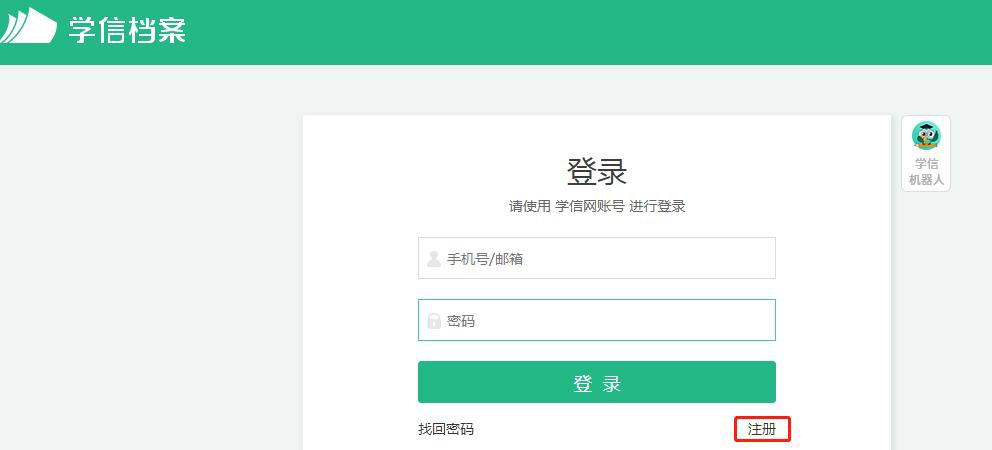 学信档案
登录
请使用 学信网账号 进行登录
手机号/邮箱
密码
登 录
找回密码
注册
学信
机器人